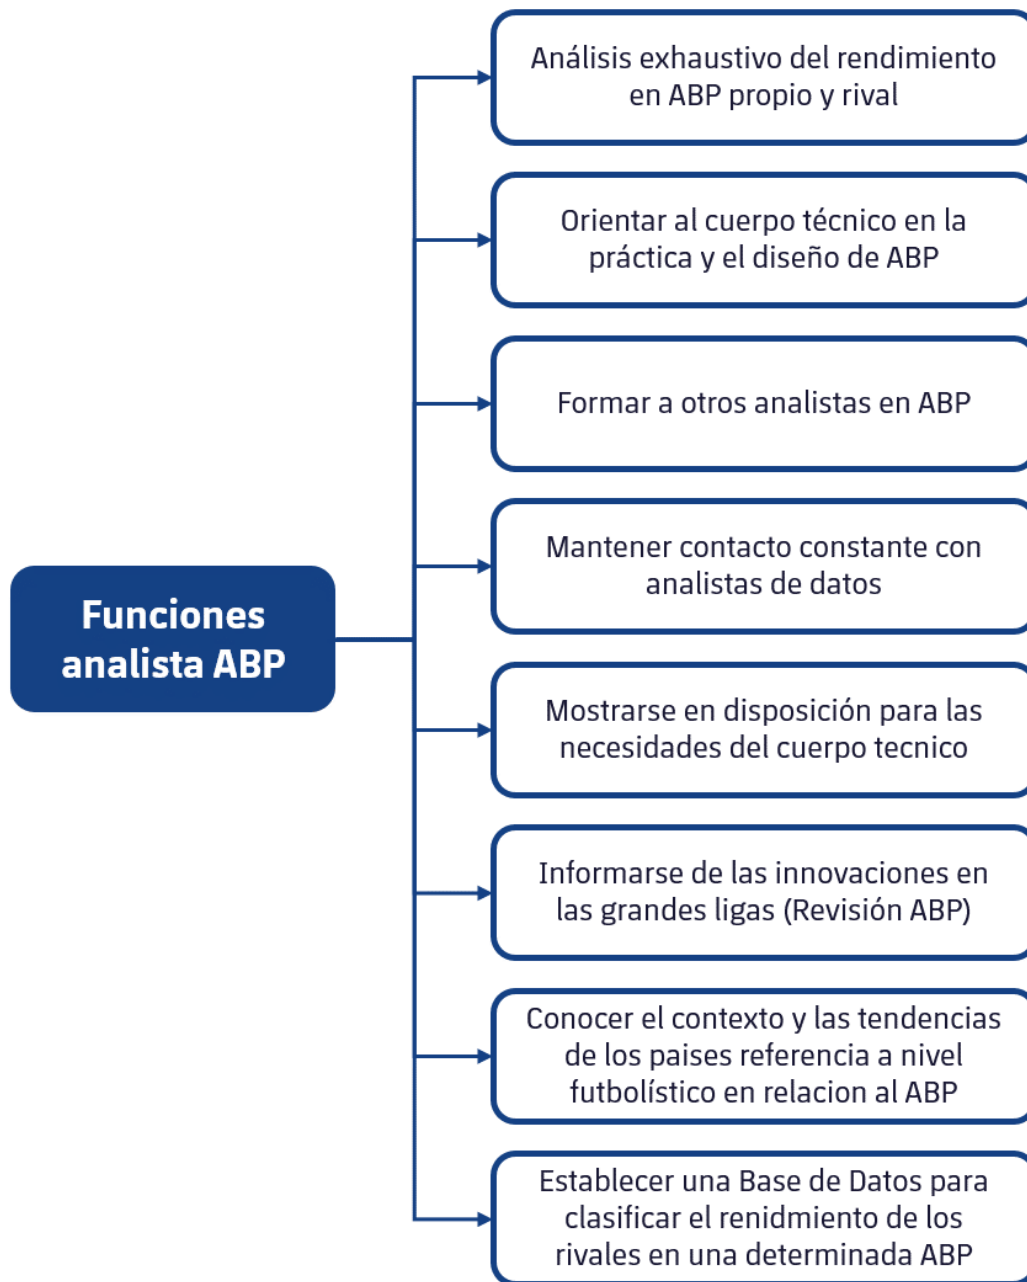 Análisis exhaustivo del rendimiento
en ABP propio y rival
Orientar al cuerpo técnico en la
práctica y el diseño de ABP
Formar a otros analistas en ABP
Mantener contacto constante con
analistas de datos
Funciones
analista ABP
Mostrarse en disposición para las
necesidades del cuerpo tecnico
Informarse de las innovaciones en
las grandes ligas (Revisión ABP)
Conocer el contexto y las tendencias
de los paises referencia a nivel
futbolístico en relacion al ABP
Establecer una Base de Datos para
clasificar el renidmiento de los
rivales en una determinada ABP